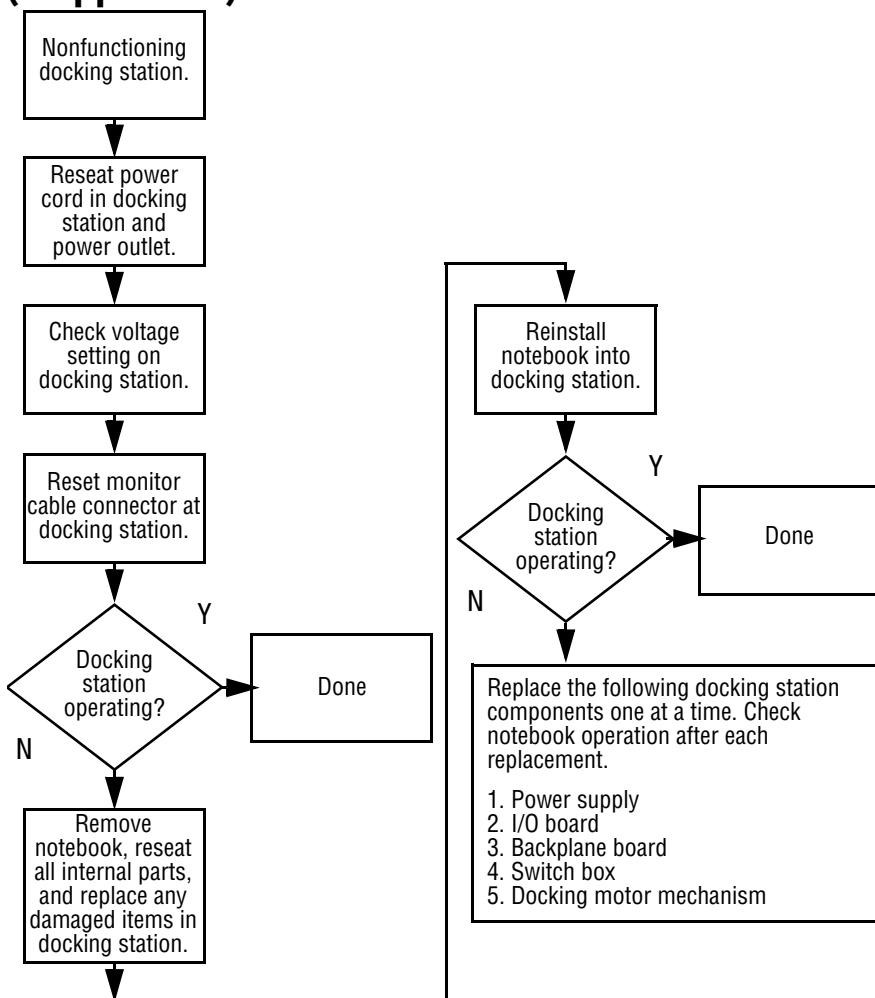 Nonfunctioning
docking station.
Reseat power
cord in docking
station and
power outlet.
Check voltage
setting on
docking station.
Reset monitor
cable connector at
docking station.
Y
Docking
station
operating?
Done
N
Remove
notebook, reseat
all internal parts,
and replace any
damaged items in
docking station.
Reinstall
notebook into
docking station.
Y
Docking
station
operating?
Done
N
Replace the following docking station
components one at a time. Check
notebook operation after each
replacement.
1. Power supply
2. I/O board
3. Backplane board
4. Switch box
5. Docking motor mechanism